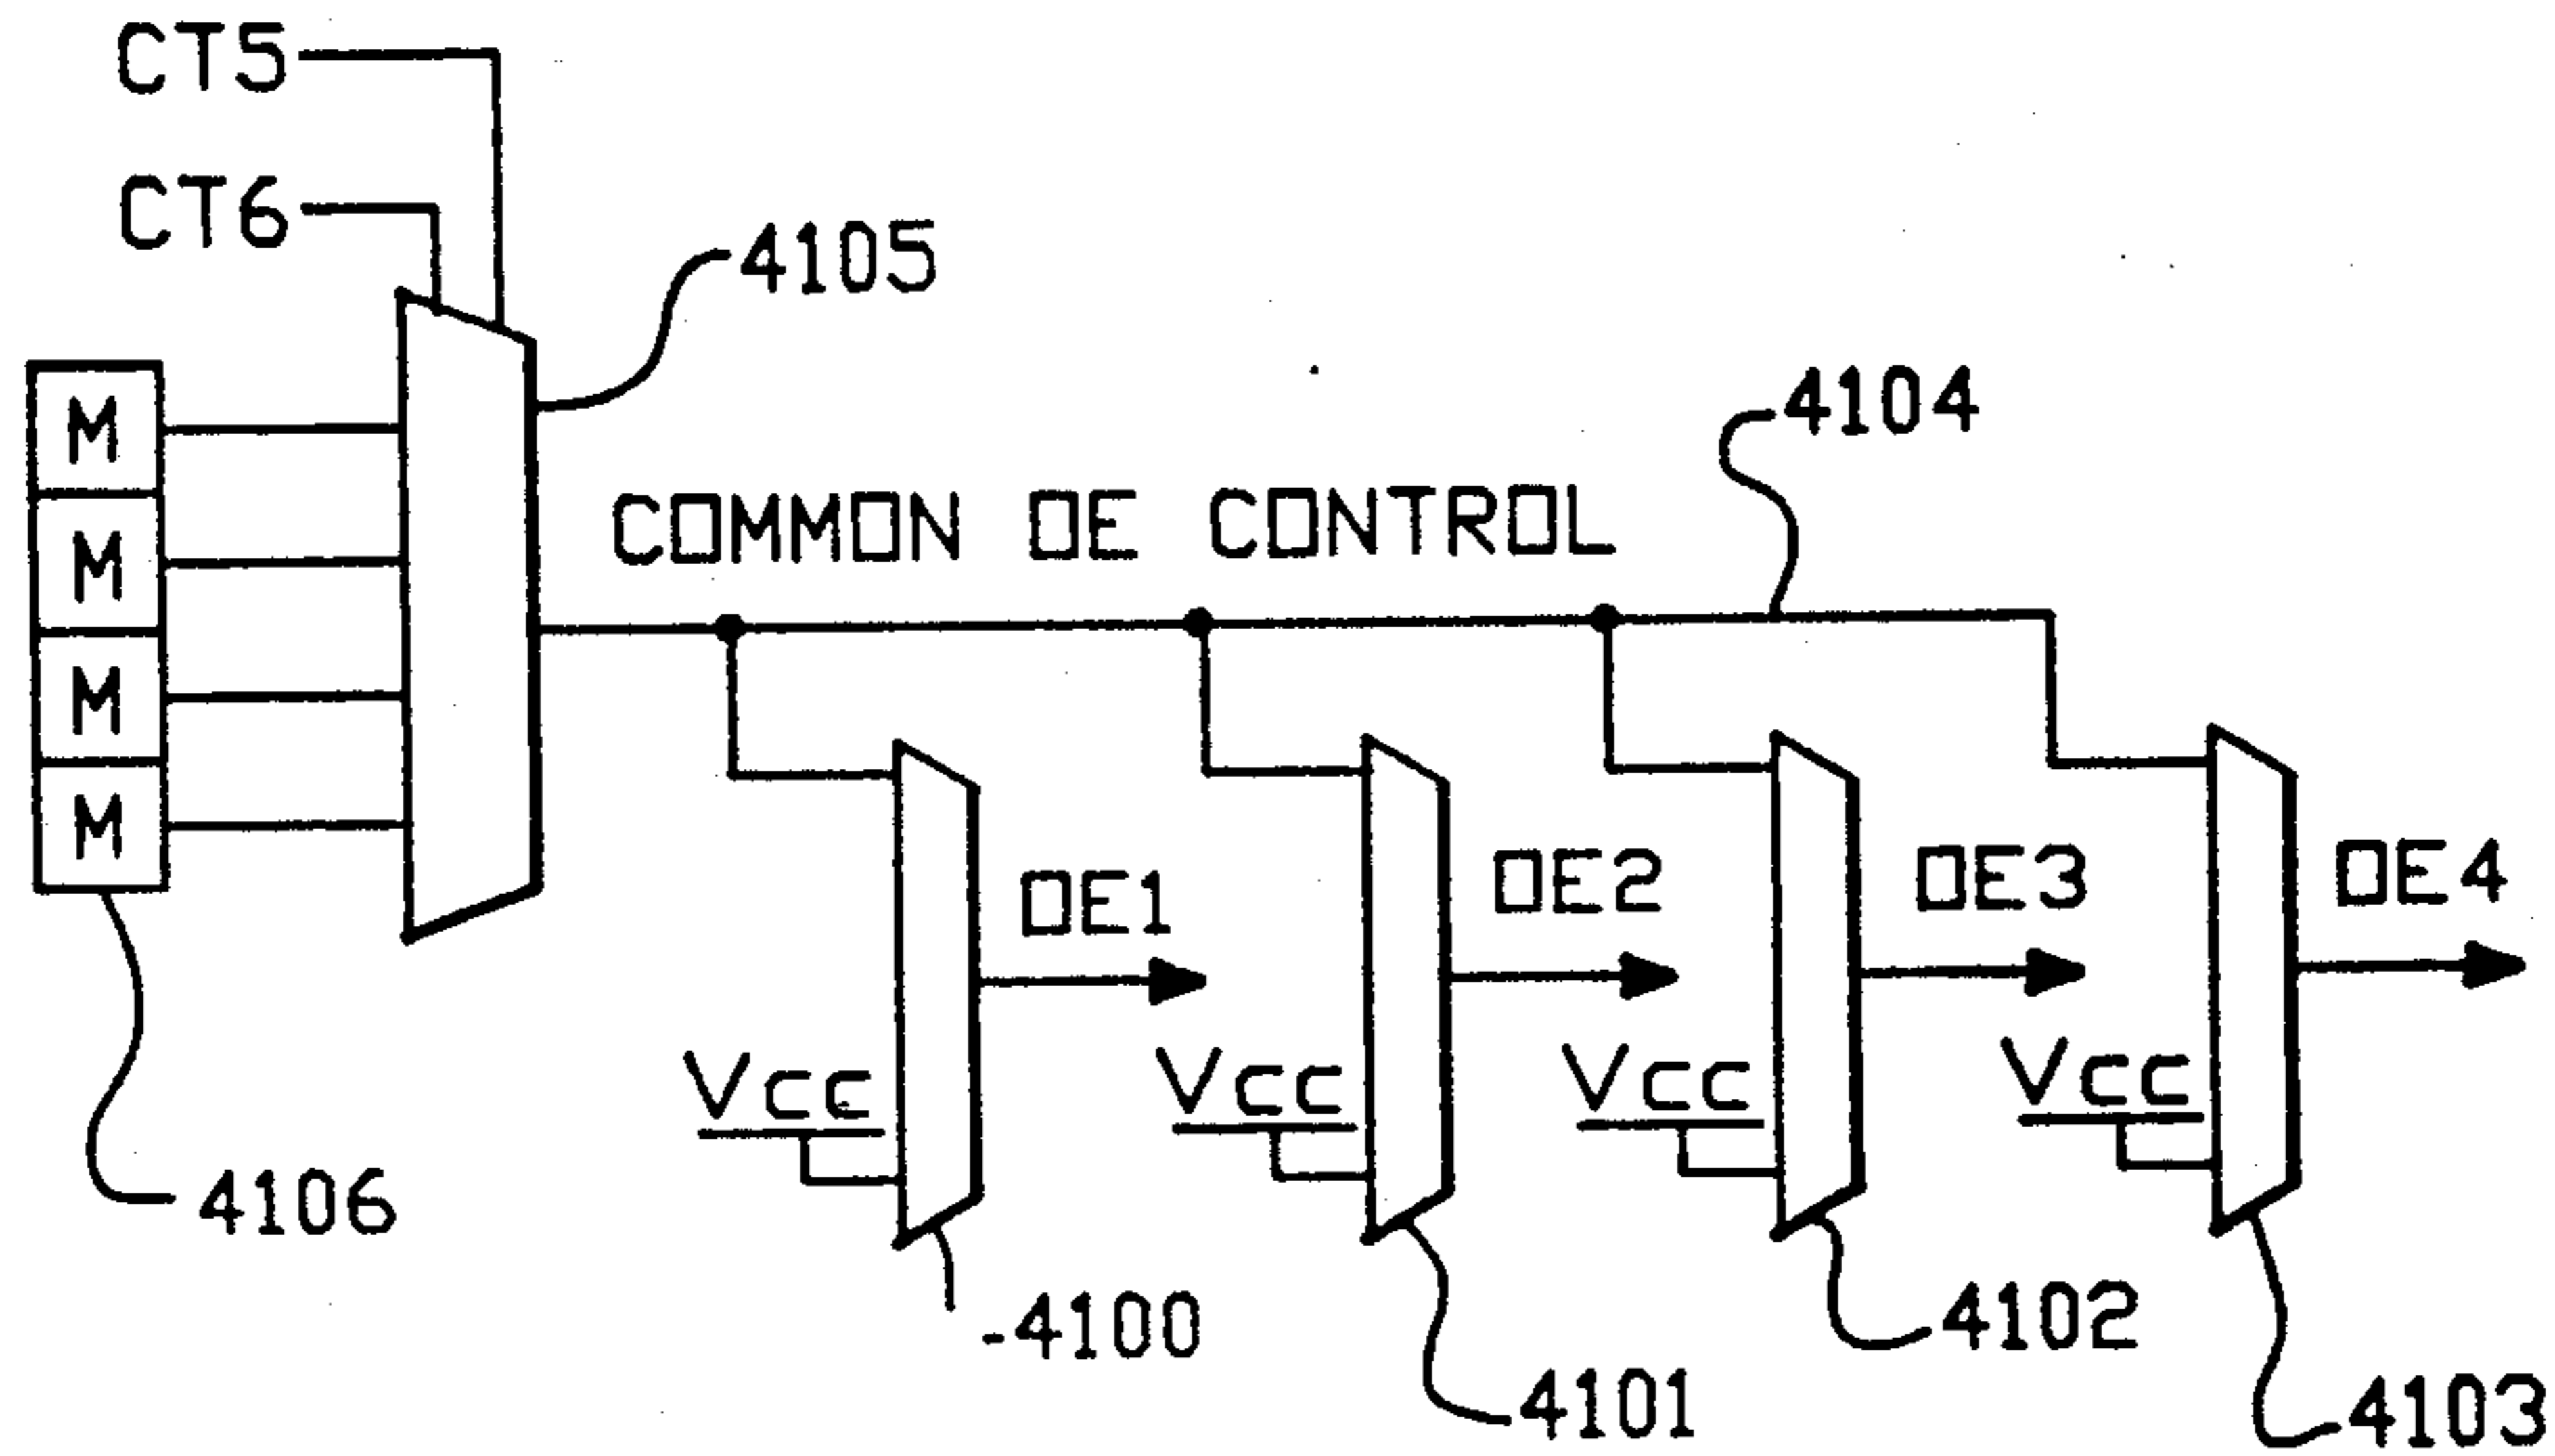 CT5
CT6
4105
4104
M
M
M
M
COMMON OE CONTROL
OE1
OE2
OE3
OE4
Vcc
Vcc
Vcc
Vcc
4106
4100
4101
4102
4103